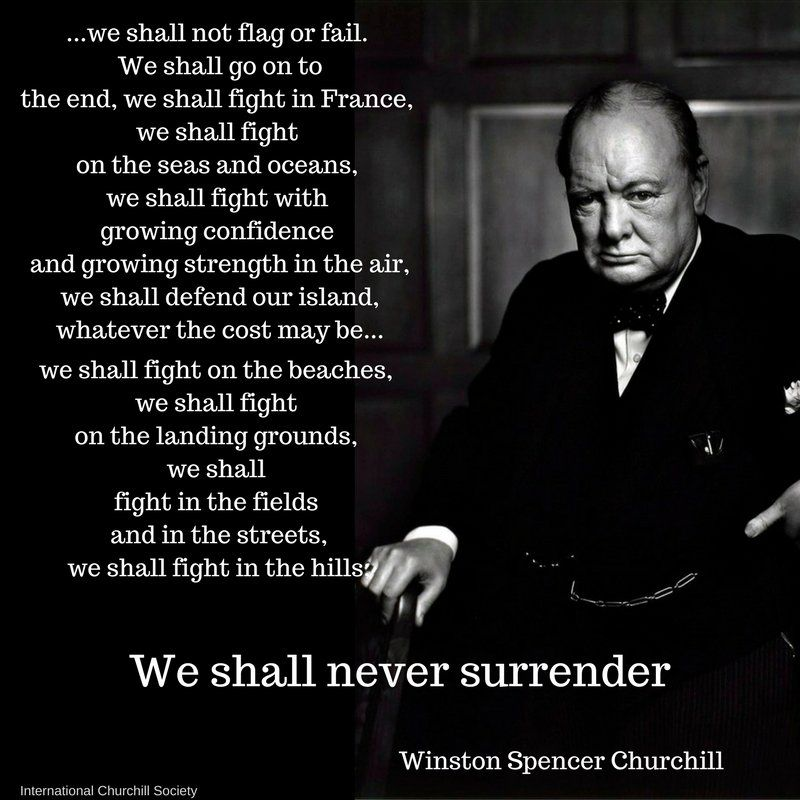 ...we shall not flag or fail.
We shall go on to
the end, we shall fight in France,
we shall fight
on the seas and oceans,
we shall fight with
growing confidence
and growing strength in the air,
we shall defend our island,
whatever the cost may be...
we shall fight on the beaches,
we shall fight
on the landing grounds,
we shall
fight in the fields
and in the streets,
we shall fight in the hills;
We shall never surrender
Winston Spencer Churchill
International Churchill Society